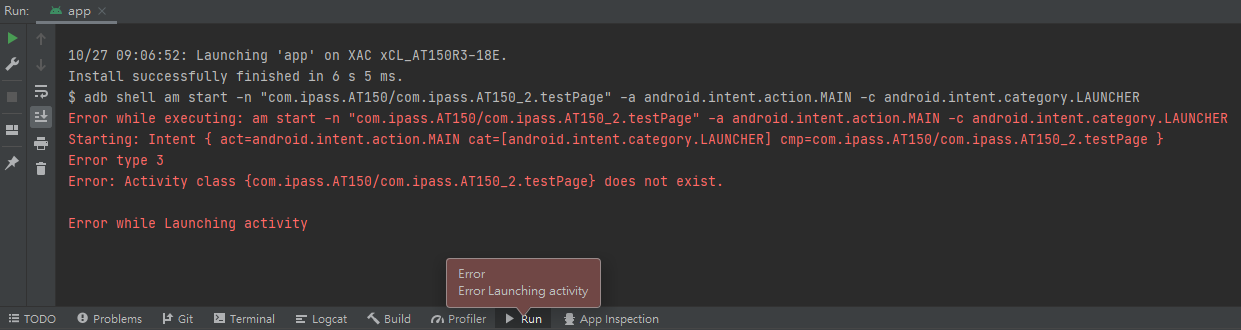 Run:
app
10/27 09:06:52: Launching 'app' on XAC xCL_AT150R3-18E.
Install successfully finished in 6 s 5 ms.
$ adb shell am start -n "com.ipass.AT150/com.ipass.AT150_2.testPage" -a android.intent.action.MAIN -c android.intent.category.LAUNCHER
Error while executing: am start -n "com.ipass.AT150/com.ipass.AT150_2.testPage" -a android.intent.action.MAIN -c android.intent.category.LAUNCHER
Starting: Intent { act=android.intent.action.MAIN cat=[android.intent.category.LAUNCHER] cmp=com.ipass.AT150/com.ipass.AT150_2.testPage }
Error type 3
Error: Activity class {com.ipass.AT150/com.ipass.AT150_2.testPage} does not exist.
Error while Launching activity
Error
Error Launching activity
TODO
Problems
Git
Terminal
Logcat
Build
Profiler
Run
App Inspection